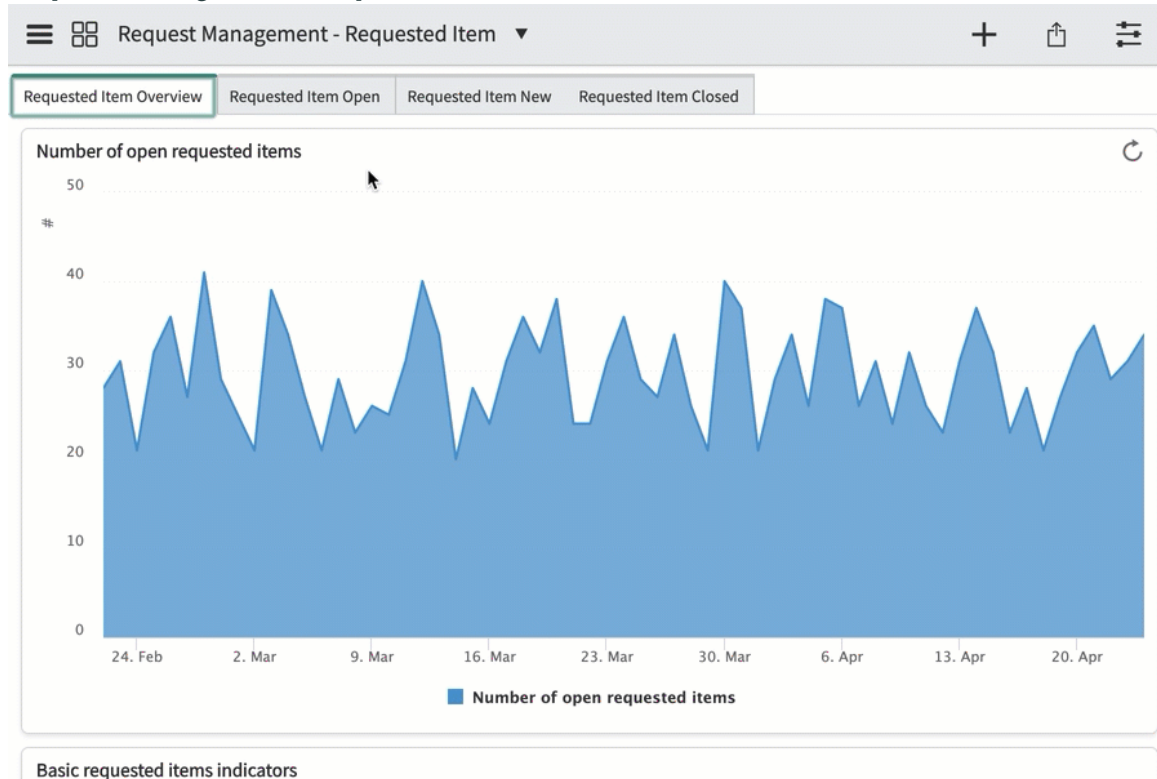 Request Management - Requested Item ▼
Requested Item Overview Requested Item Open Requested Item New Requested Item Closed
Number of open requested items
50
#
40
30
20
10
0
24. Feb 2. Mar 9. Mar 16. Mar 23. Mar 30. Mar 6. Apr 13. Apr 20. Apr
Number of open requested items
Basic requested items indicators